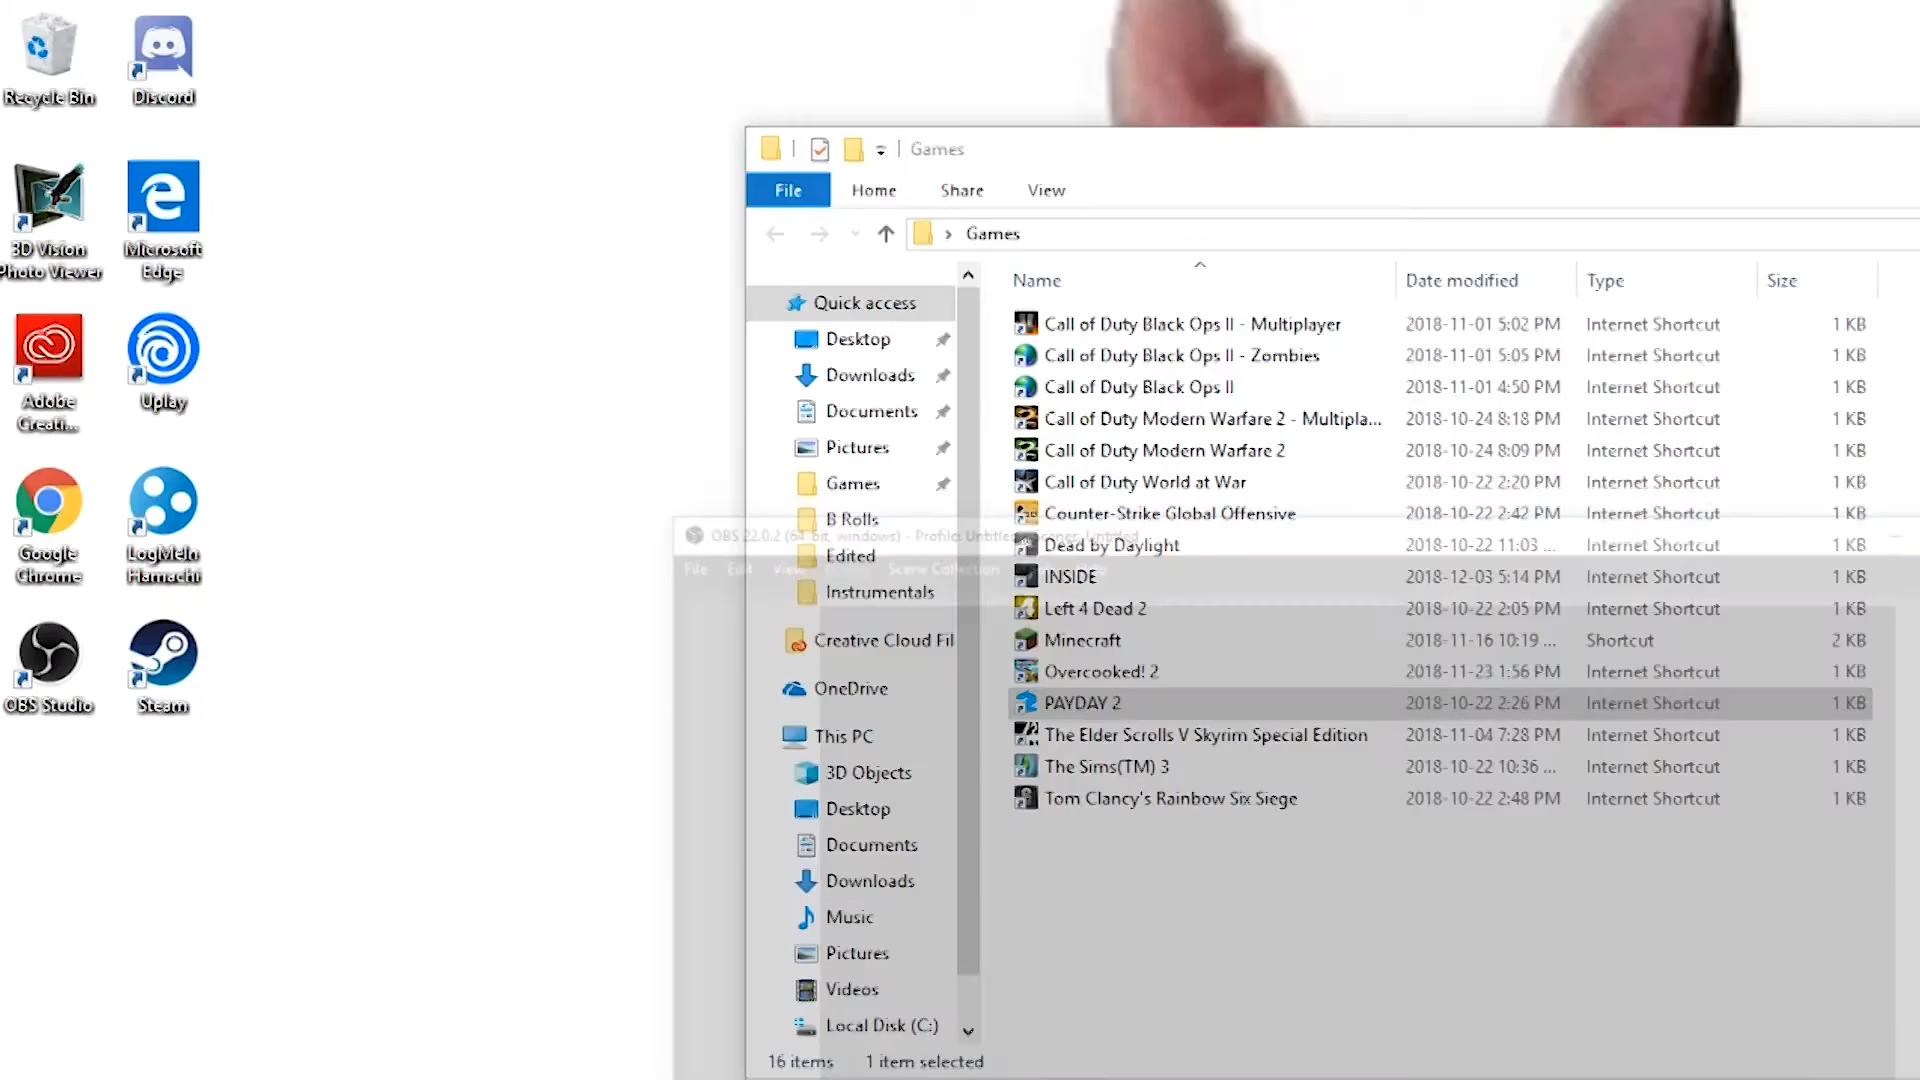 Recycle Bin
Discord
3D Vision
Photo Viewer
Microsoft
Edge
Adobe
Creati...
Uplay
Google
Chrome
LogMeIn
Hamachi
OBS Studio
Steam
Games
File Home Share View
Games
Name Date modified Type Size
Quick access
Desktop
Downloads
Documents
Pictures
Games
B Rolls
Edited
Instrumentals
Creative Cloud Fil
OneDrive
This PC
3D Objects
Desktop
Documents
Downloads
Music
Pictures
Videos
Local Disk (C:)
Call of Duty Black Ops II - Multiplayer 2018-11-01 5:02 PM Internet Shortcut 1 KB
Call of Duty Black Ops II - Zombies 2018-11-01 5:05 PM Internet Shortcut 1 KB
Call of Duty Black Ops II 2018-11-01 4:50 PM Internet Shortcut 1 KB
Call of Duty Modern Warfare 2 - Multipla... 2018-10-24 8:18 PM Internet Shortcut 1 KB
Call of Duty Modern Warfare 2 2018-10-24 8:09 PM Internet Shortcut 1 KB
Call of Duty World at War 2018-10-22 2:20 PM Internet Shortcut 1 KB
Counter-Strike Global Offensive 2018-10-22 2:42 PM Internet Shortcut 1 KB
Dead by Daylight 2018-10-22 11:03 ... Internet Shortcut 1 KB
INSIDE 2018-12-03 5:14 PM Internet Shortcut 1 KB
Left 4 Dead 2 2018-10-22 2:05 PM Internet Shortcut 1 KB
Minecraft 2018-11-16 10:19 ... Shortcut 2 KB
Overcooked! 2 2018-11-23 1:56 PM Internet Shortcut 1 KB
PAYDAY 2 2018-10-22 2:26 PM Internet Shortcut 1 KB
The Elder Scrolls V Skyrim Special Edition 2018-11-04 7:28 PM Internet Shortcut 1 KB
The Sims(TM) 3 2018-10-22 10:36 ... Internet Shortcut 1 KB
Tom Clancy's Rainbow Six Siege 2018-10-22 2:48 PM Internet Shortcut 1 KB
OBS 22.0.2 (64-bit, windows) - Profile: Untitled - Scenes: Untitled
File Edit View Scene Collection
16 items 1 item selected